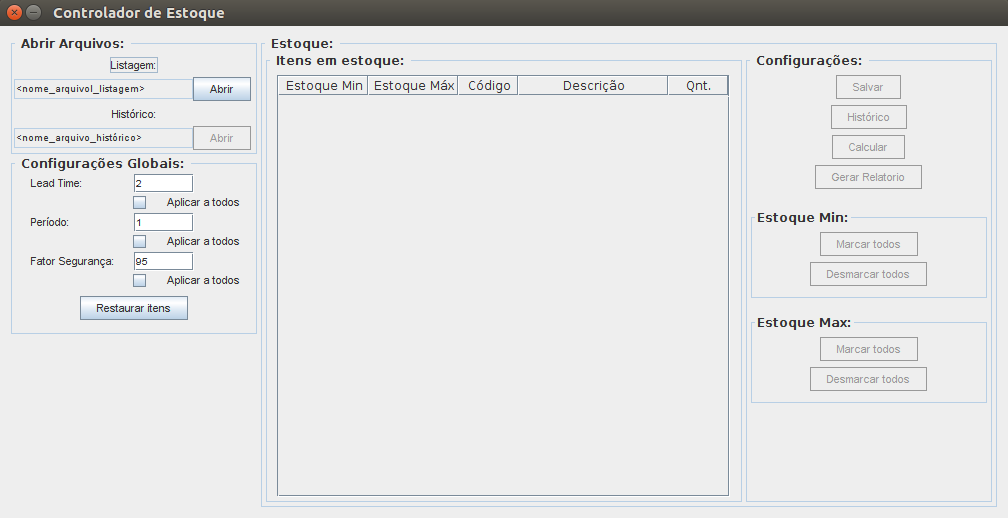 Controlador de Estoque
Abrir Arquivos:
Listagem:
<nome_arquivol_listagem>
Abrir
Histórico:
<nome_arquivo_histórico>
Abrir
Configurações Globais:
Lead Time:
2
Aplicar a todos
Período:
1
Aplicar a todos
Fator Segurança:
95
Aplicar a todos
Restaurar itens
Estoque:
Itens em estoque:
Estoque Min Estoque Máx Código Descrição Qnt.
Configurações:
Salvar
Histórico
Calcular
Gerar Relatorio
Estoque Min:
Marcar todos
Desmarcar todos
Estoque Max:
Marcar todos
Desmarcar todos